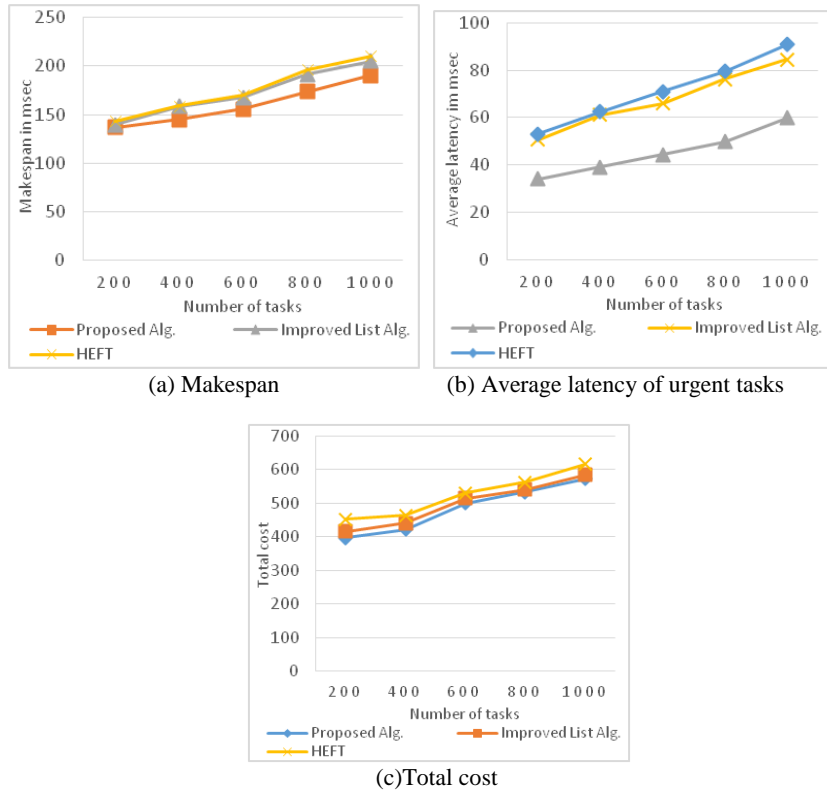 250
200
150
100
50
0
Makespan in msec
200 400 600 800 1000
Number of tasks
Proposed Alg.
Improved List Alg.
HEFT
(a) Makespan
100
80
60
40
20
0
Average latency im msec
200 400 600 800 1000
Number of tasks
Proposed Alg.
Improved List Alg.
HEFT
(b) Average latency of urgent tasks
700
600
500
400
300
200
100
0
Total cost
200 400 600 800 1000
Number of tasks
Proposed Alg.
Improved List Alg.
HEFT
(c)Total cost